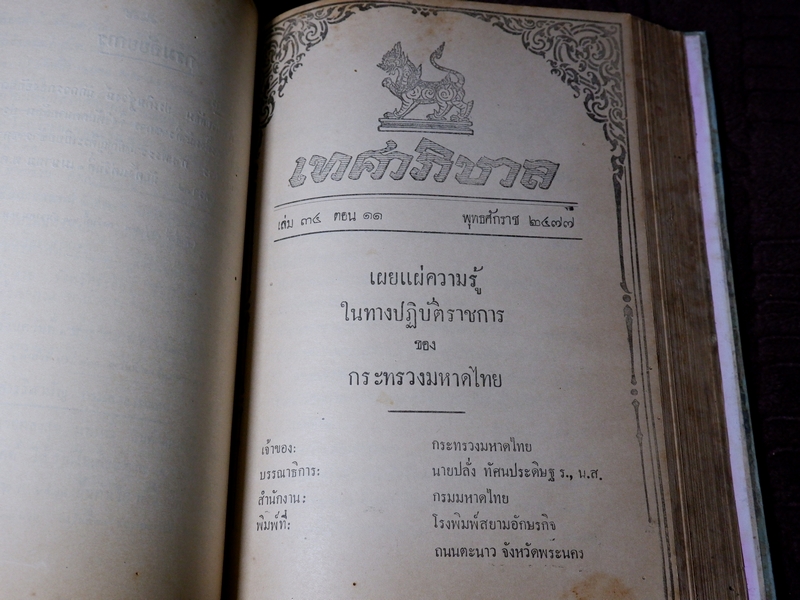 เทศาภิบาล
เล่ม ๓๔ ตอน ๑๑ พุทธศักราช ๒๔๗๗
เผยแผ่ความรู้
ในทางปฏิบัติราชการ
ของ
กระทรวงมหาดไทย
เจ้าของ: กระทรวงมหาดไทย
บรรณาธิการ: นายปลั่ง ทัศนประดิษฐ ร., น.ส.
สำนักงาน: กรมมหาดไทย
พิมพ์ที่: โรงพิมพ์สยามอักษรกิจ
ถนนตะนาว จังหวัดพระนคร